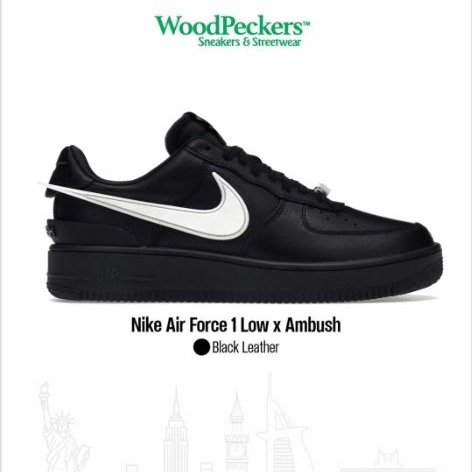 WoodPeckers™
Sneakers & Streetwear
Nike Air Force 1 Low x Ambush
Black Leather